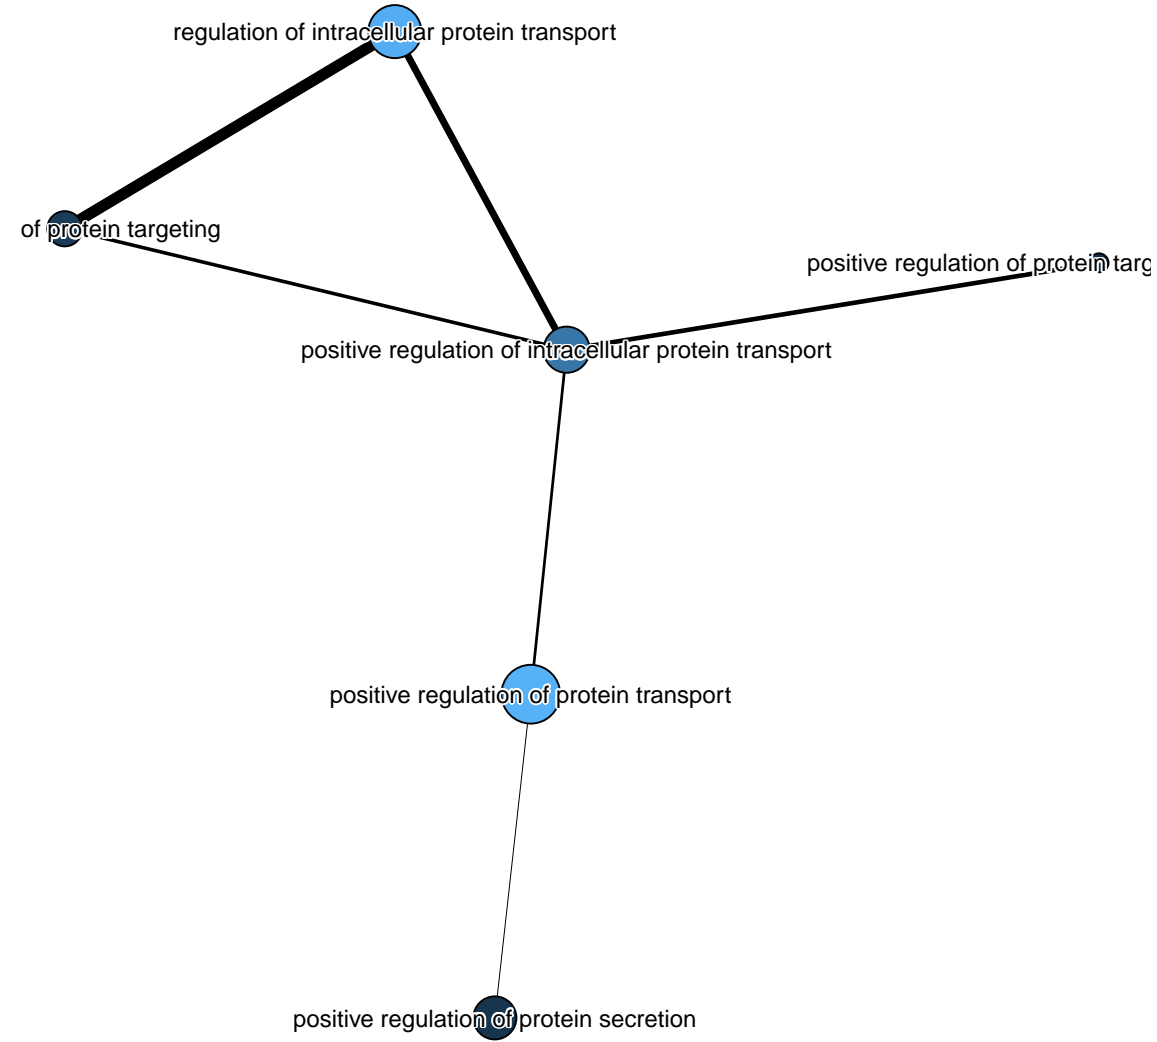 regulation of intracellular protein transport
of protein targeting
positive regulation of protein targ
positive regulation of intracellular protein transport
positive regulation of protein transport
positive regulation of protein secretion